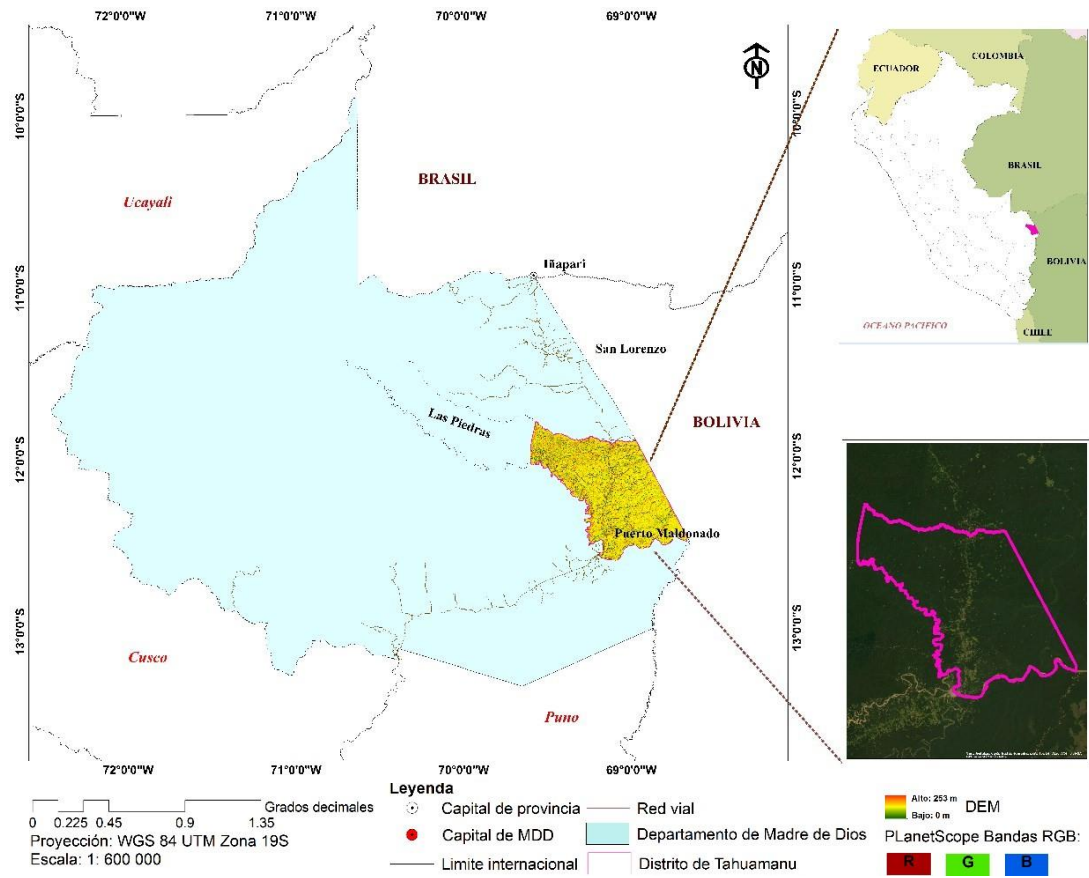 72°0'0"W
71°0'0"W
70°0'0"W
69°0'0"W
10°0'0"S
11°0'0"S
12°0'0"S
13°0'0"S
10°0'0"S
11°0'0"S
12°0'0"S
13°0'0"S
N
BRASIL
Ucayali
Iñapari
San Lorenzo
Las Piedras
BOLIVIA
Puerto Maldonado
Cusco
Puno
72°0'0"W
71°0'0"W
70°0'0"W
69°0'0"W
COLOMBIA
ECUADOR
BRASIL
BOLIVIA
OCEANO PACIFICO
CHILE
Grados decimales
0 0.225 0.45 0.9 1.35
Proyección: WGS 84 UTM Zona 19S
Escala: 1: 600 000
Leyenda
Capital de provincia
Capital de MDD
Limite internacional
Red vial
Departamento de Madre de Dios
Distrito de Tahuamanu
Alto: 253 m
Bajo: 0 m
DEM
PLanetScope Bandas RGB:
R G B